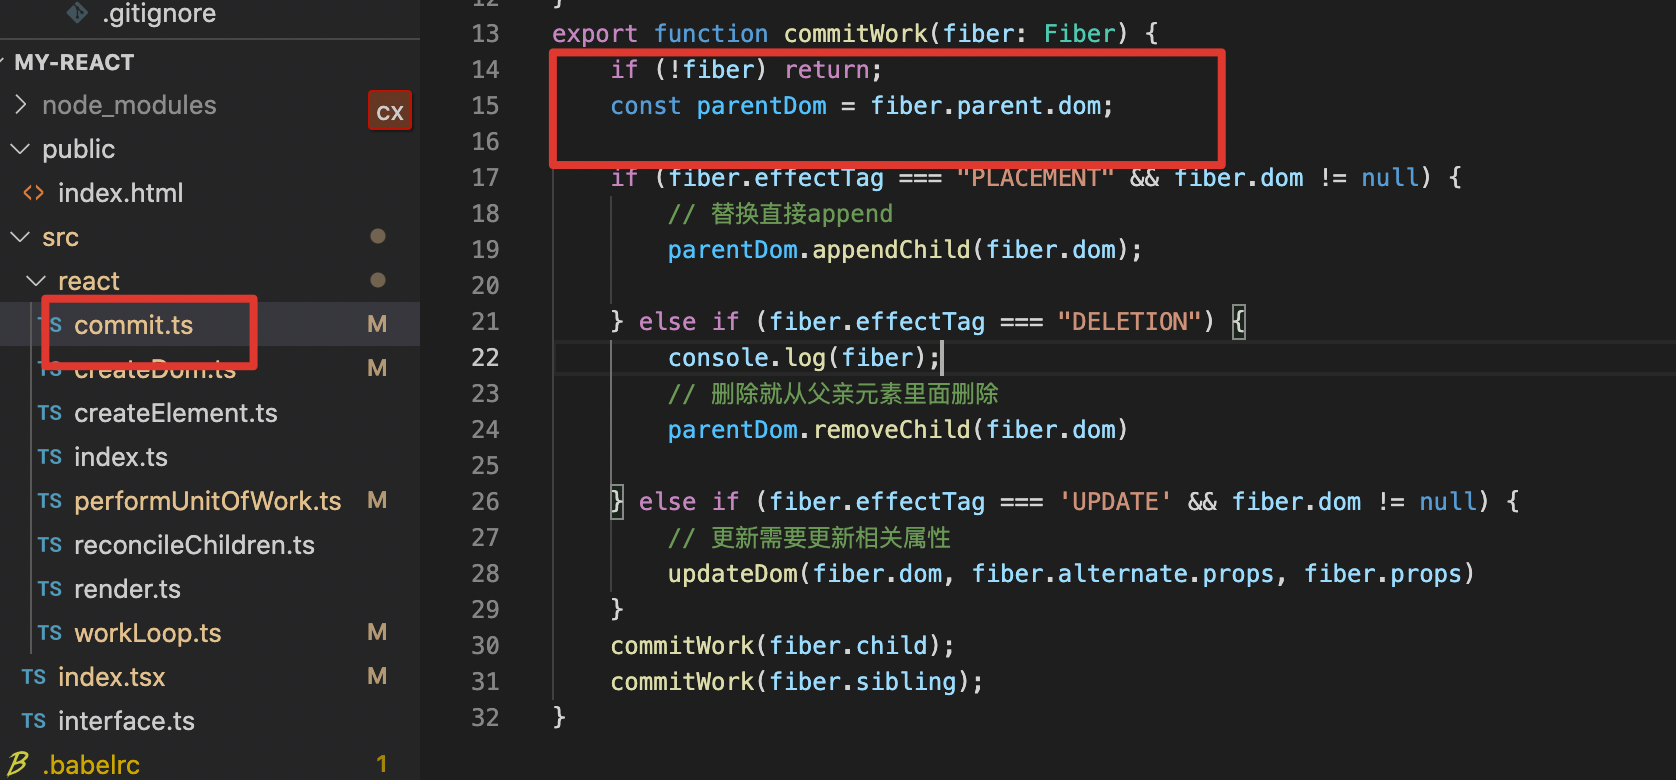 .gitignore
MY-REACT
node_modules
CX
public
<> index.html
src
react
TS commit.ts M
TS createDom.ts M
TS createElement.ts
TS index.ts
TS performUnitOfWork.ts M
TS reconcileChildren.ts
TS render.ts
TS workLoop.ts M
TS index.tsx M
TS interface.ts
B .babelrc 1
12 }
13 export function commitWork(fiber: Fiber) {
14 if (!fiber) return;
15 const parentDom = fiber.parent.dom;
16
17 if (fiber.effectTag === "PLACEMENT" && fiber.dom != null) {
18 // 替换直接append
19 parentDom.appendChild(fiber.dom);
20
21 } else if (fiber.effectTag === "DELETION") {
22 console.log(fiber);
23 // 删除就从父亲元素里面删除
24 parentDom.removeChild(fiber.dom)
25
26 } else if (fiber.effectTag === 'UPDATE' && fiber.dom != null) {
27 // 更新需要更新相关属性
28 updateDom(fiber.dom, fiber.alternate.props, fiber.props)
29 }
30 commitWork(fiber.child);
31 commitWork(fiber.sibling);
32 }